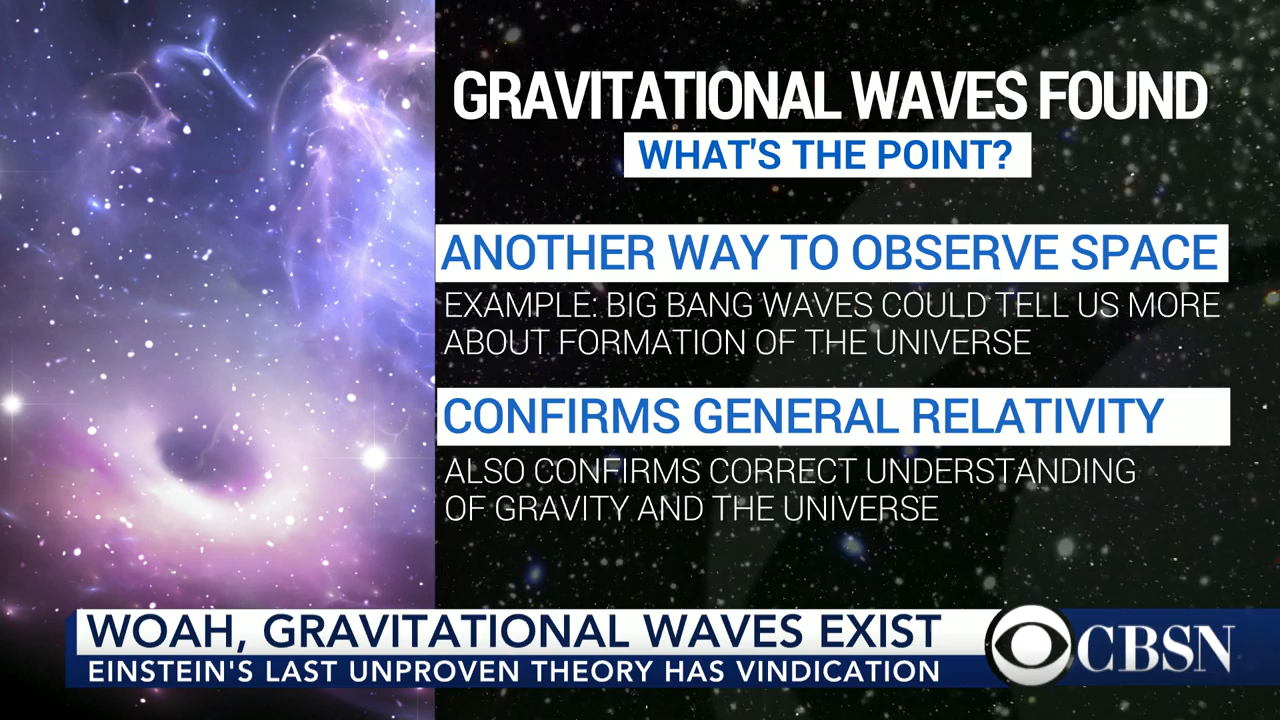 GRAVITATIONAL WAVES FOUND
WHAT'S THE POINT?
ANOTHER WAY TO OBSERVE SPACE
EXAMPLE: BIG BANG WAVES COULD TELL US MORE
ABOUT FORMATION OF THE UNIVERSE
CONFIRMS GENERAL RELATIVITY
ALSO CONFIRMS CORRECT UNDERSTANDING
OF GRAVITY AND THE UNIVERSE
WOAH, GRAVITATIONAL WAVES EXIST
EINSTEIN'S LAST UNPROVEN THEORY HAS VINDICATION
CBSN